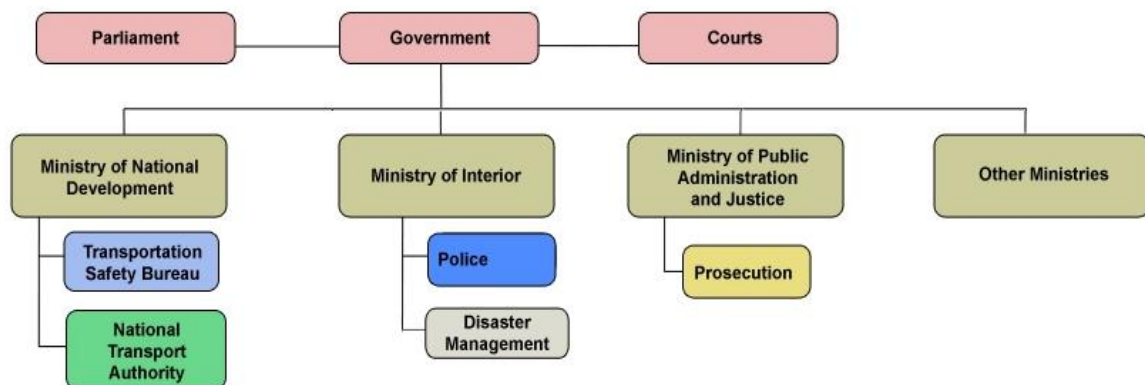 Parliament
Government
Courts
Ministry of National
Development
Ministry of Interior
Ministry of Public
Administration
and Justice
Other Ministries
Transportation
Safety Bureau
Police
Prosecution
National
Transport
Authority
Disaster
Management